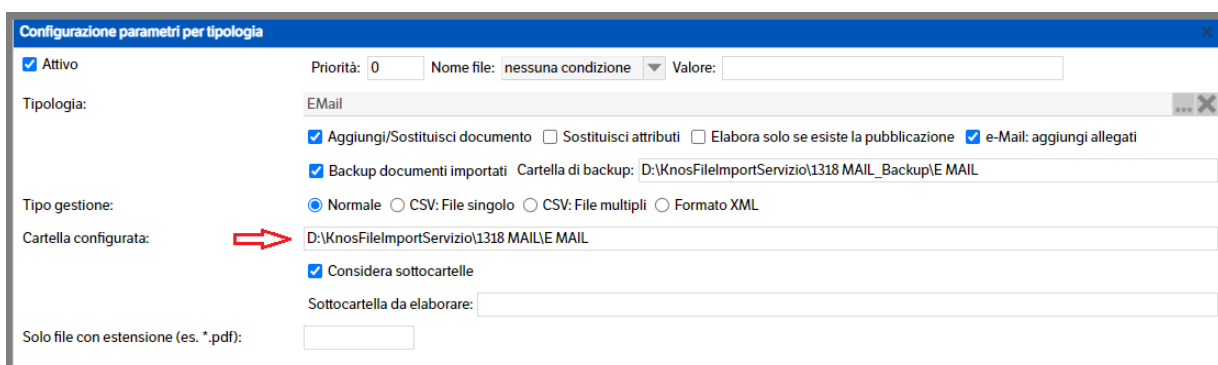 Configurazione parametri per tipologia
Attivo Priorità: 0 Nome file: nessuna condizione Valore:
Tipologia: EMail ...
Aggiungi/Sostituisci documento Sostituisci attributi Elabora solo se esiste la pubblicazione e-Mail: aggiungi allegati
Backup documenti importati Cartella di backup: D:\KnosFileImportServizio\1318 MAIL_Backup\E MAIL
Tipo gestione: Normale CSV: File singolo CSV: File multipli Formato XML
Cartella configurata: D:\KnosFileImportServizio\1318 MAIL\E MAIL
Considera sottocartelle
Sottocartella da elaborare:
Solo file con estensione (es. *.pdf):